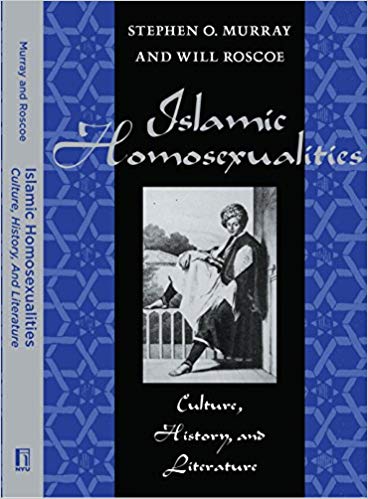 Murray and Roscoe
Islamic Homosexualities
Culture, History, And Literature
NYU
STEPHEN O. MURRAY
AND WILL ROSCOE
Islamic
Homosexualities
Culture,
History, and
Literature